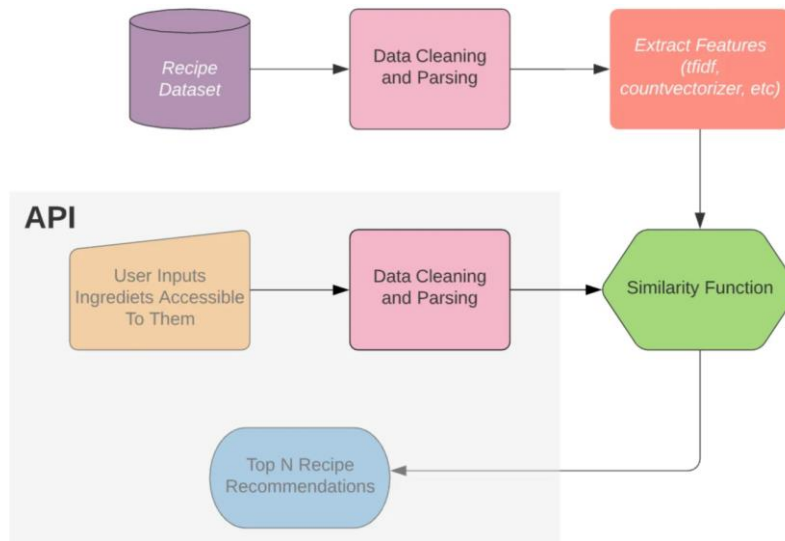 Recipe
Dataset
Data Cleaning
and Parsing
Extract Features
(tfidf,
countvectorizer, etc)
API
User Inputs
Ingrediets Accessible
To Them
Data Cleaning
and Parsing
Similarity Function
Top N Recipe
Recommendations